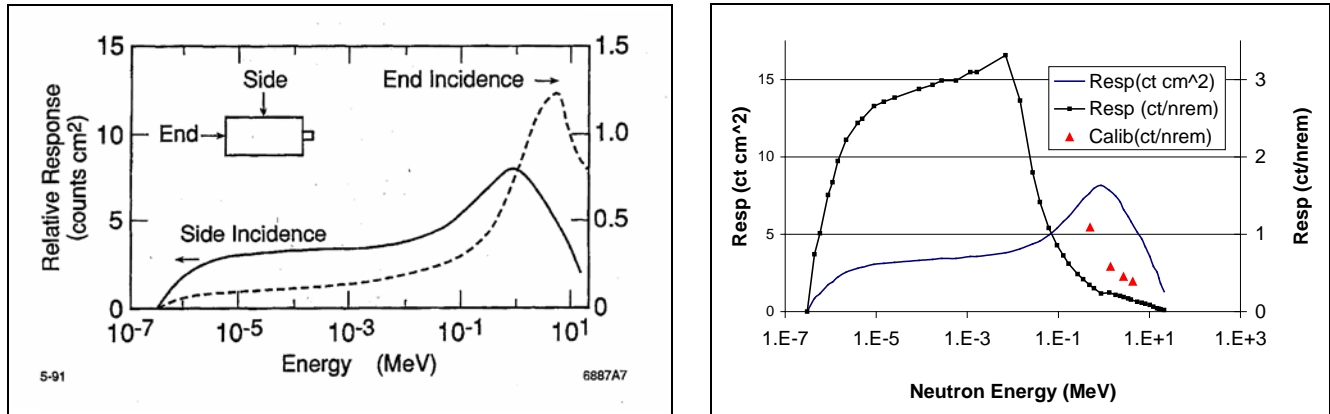 15
10
5
0
1.5
1.0
0.5
0
Relative Response
(counts cm2)
Side
End
End Incidence
Side Incidence
10-7
10-5
10-3
10-1
101
Energy (MeV)
5-91
6887A7
15
10
5
0
3
2
1
0
Resp (ct cm^2)
Resp (ct/nrem)
Resp(ct cm^2)
Resp (ct/nrem)
Calib(ct/nrem)
1.E-7
1.E-5
1.E-3
1.E-1
1.E+1
1.E+3
Neutron Energy (MeV)